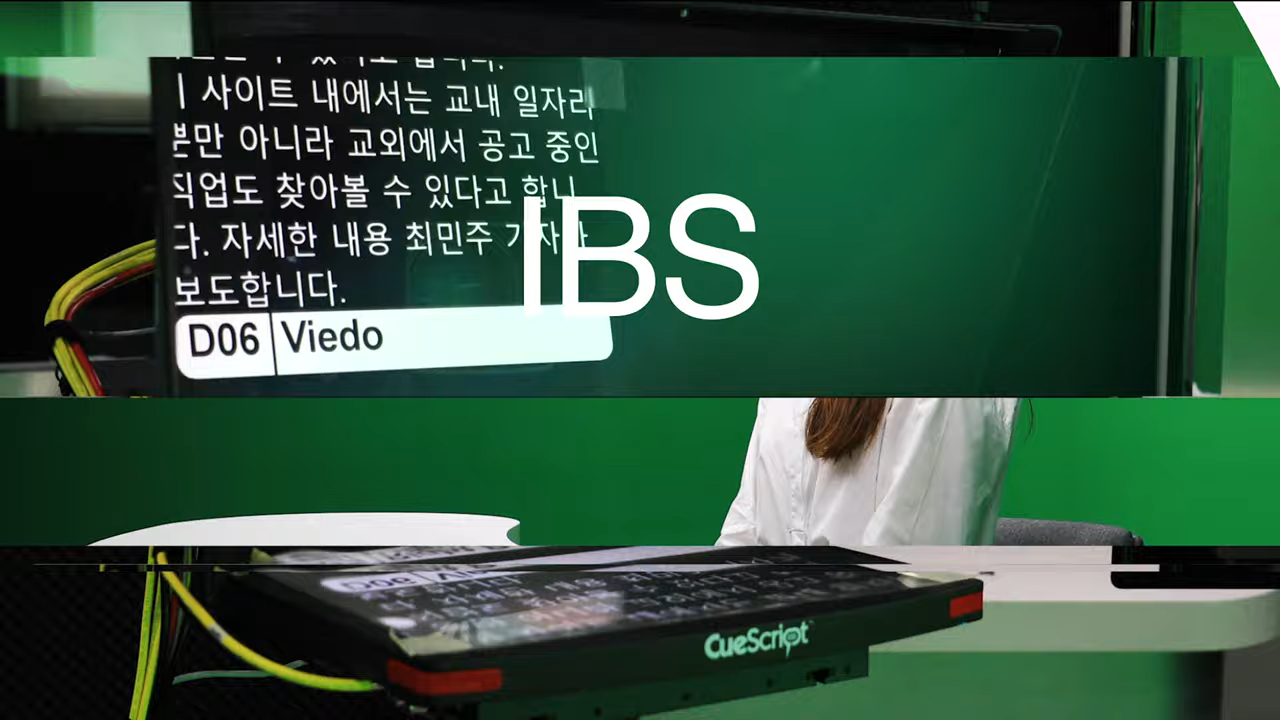 사이트 내에서는 교내 일자리
뿐만 아니라 교외에서 공고 중인
직업도 찾아볼 수 있다고 합니
다. 자세한 내용 최민주 기자가
보도합니다.
D06 Viedo
IBS
CueScript